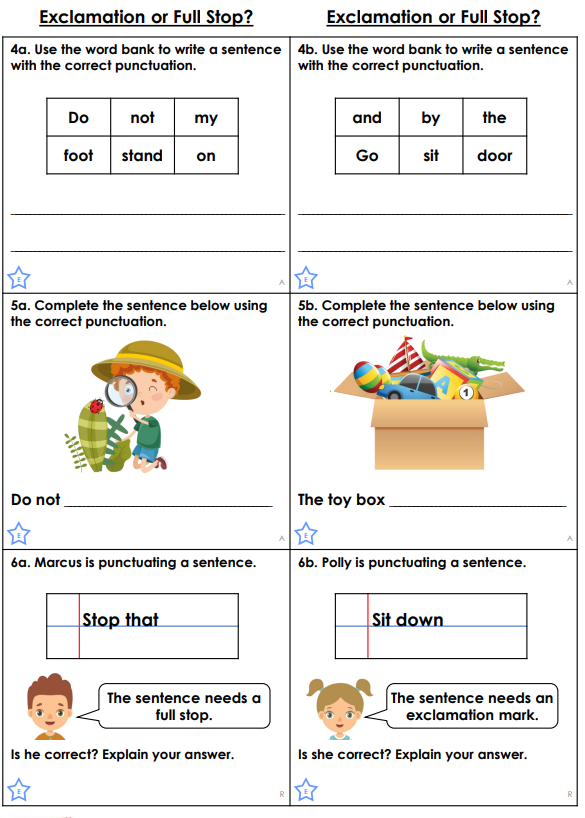 Exclamation or Full Stop?
Exclamation or Full Stop?
4a. Use the word bank to write a sentence
with the correct punctuation.
Do not my
foot stand on
E
A
4b. Use the word bank to write a sentence
with the correct punctuation.
and by the
Go sit door
E
A
5a. Complete the sentence below using
the correct punctuation.
Do not
E
A
5b. Complete the sentence below using
the correct punctuation.
A
1
The toy box
E
A
6a. Marcus is punctuating a sentence.
Stop that
The sentence needs a
full stop.
Is he correct? Explain your answer.
E
R
6b. Polly is punctuating a sentence.
Sit down
The sentence needs an
exclamation mark.
Is she correct? Explain your answer.
E
R